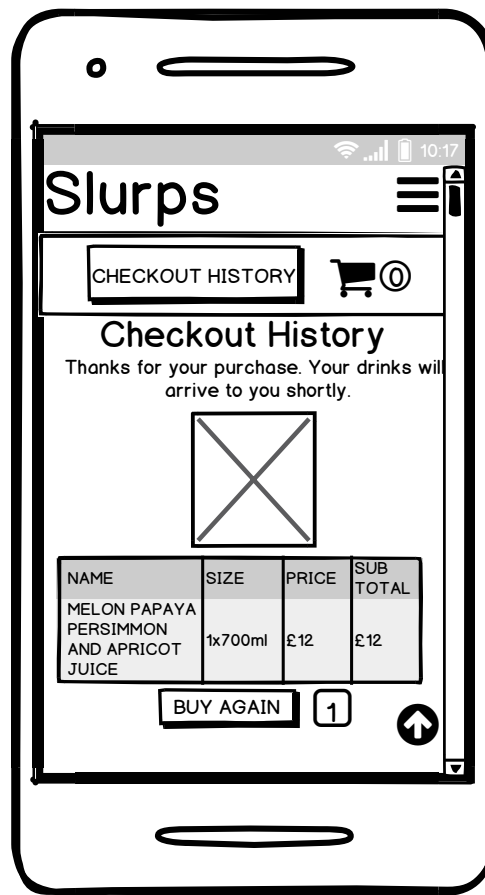 10:17
Slurps
CHECKOUT HISTORY
0
Checkout History
Thanks for your purchase. Your drinks will
arrive to you shortly.
NAME SIZE PRICE SUB TOTAL
MELON PAPAYA
PERSIMMON
AND APRICOT
JUICE
1x700ml £12 £12
BUY AGAIN 1